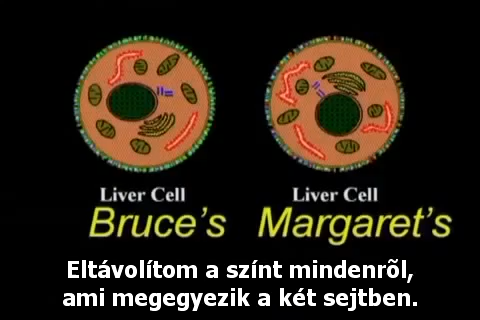 Liver Cell
Bruce's
Liver Cell
Margaret's
Eltávolítom a színt mindenrõl,
ami megegyezik a két sejtben.